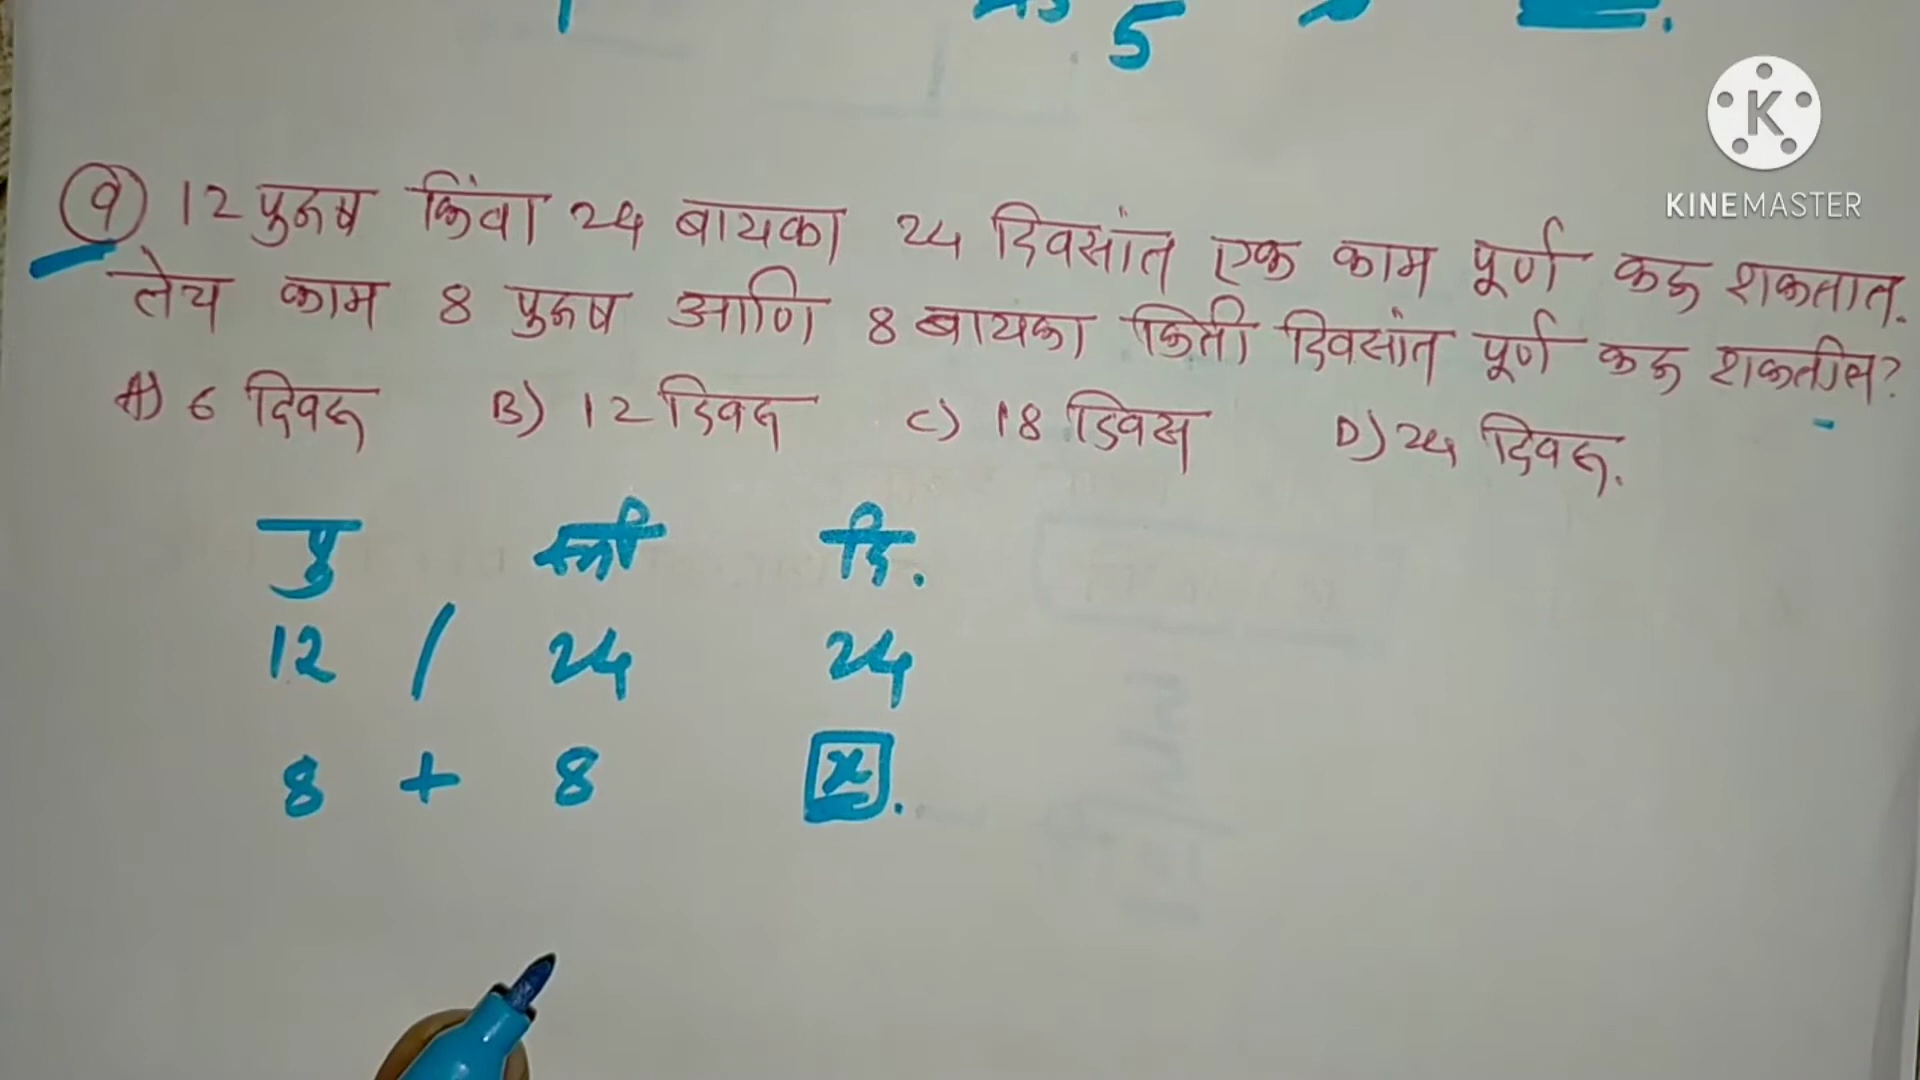 5
K
KINEMASTER
१) 12 पुरुष किंवा 24 बायका 24 दिवसांत एक काम पूर्ण करू शकतात.
तेच काम 8 पुरुष आणि 8 बायका किती दिवसांत पूर्ण करू शकतील?
A) 6 दिवस B) 12 दिवस C) 18 दिवस D) 24 दिवस.
पु स्त्री दि.
12 / 24 24
8 + 8 x.